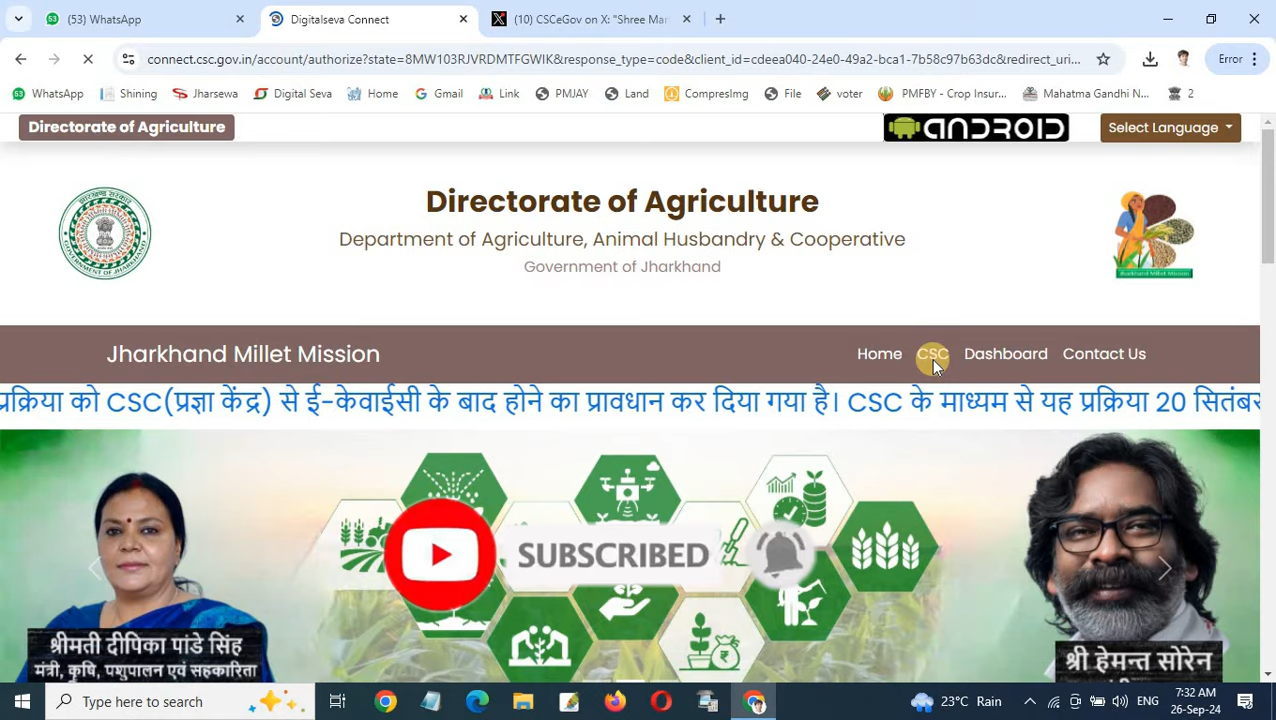 (53) WhatsApp
Digitalseva Connect
(10) CSCeGov on X: "Shree Mar
connect.csc.gov.in/account/authorize?state=8MW103RJVRDMTFGWIK&response_type=code&client_id=cdeea040-24e0-49a2-bca1-7b58c97b63dc&redirect_uri...
Error
WhatsApp
Shining
Jharsewa
Digital Seva
Home
Gmail
Link
PMJAY
Land
CompresImg
File
voter
PMFBY - Crop Insur...
Mahatma Gandhi N...
2
Directorate of Agriculture
ANDROID
Select Language
Directorate of Agriculture
Department of Agriculture, Animal Husbandry & Cooperative
Government of Jharkhand
Jharkhand Millet Mission
Jharkhand Millet Mission
Home
CSC
Dashboard
Contact Us
प्रक्रिया को CSC(प्रज्ञा केंद्र) से ई-केवाईसी के बाद होने का प्रावधान कर दिया गया है। CSC के माध्यम से यह प्रक्रिया 20 सितंबर
SUBSCRIBED
श्रीमती दीपिका पांडे सिंह
मंत्री, कृषि, पशुपालन एवं सहकारिता
श्री हेमन्त सोरेन
Type here to search
23°C Rain
ENG
7:32 AM
26-Sep-24